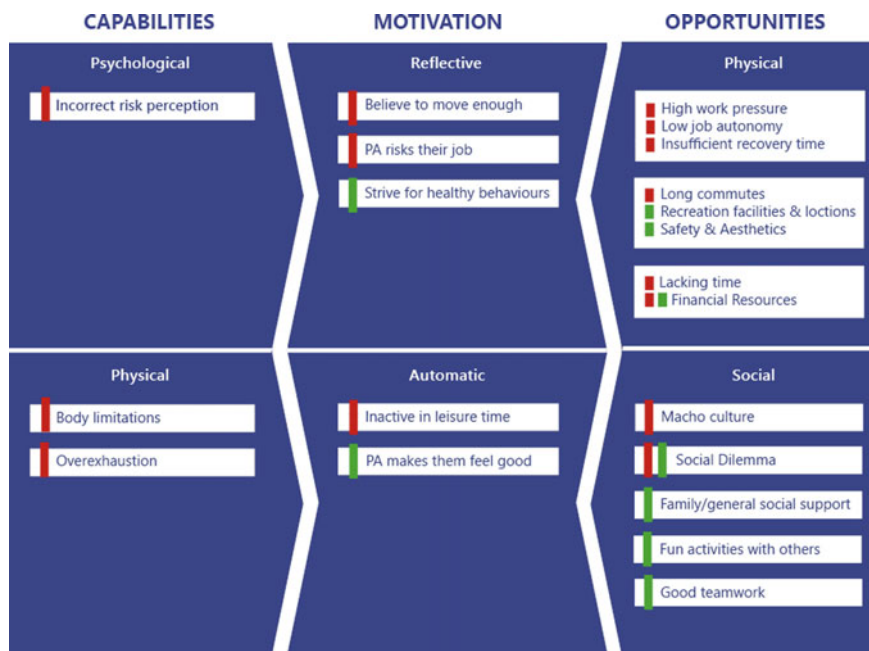 CAPABILITIES
MOTIVATION
OPPORTUNITIES
Psychological
Incorrect risk perception
Reflective
Believe to move enough
PA risks their job
Strive for healthy behaviours
Physical
High work pressure
Low job autonomy
Insufficient recovery time
Long commutes
Recreation facilities & loctions
Safety & Aesthetics
Lacking time
Financial Resources
Physical
Body limitations
Overexhaustion
Automatic
Inactive in leisure time
PA makes them feel good
Social
Macho culture
Social Dilemma
Family/general social support
Fun activities with others
Good teamwork